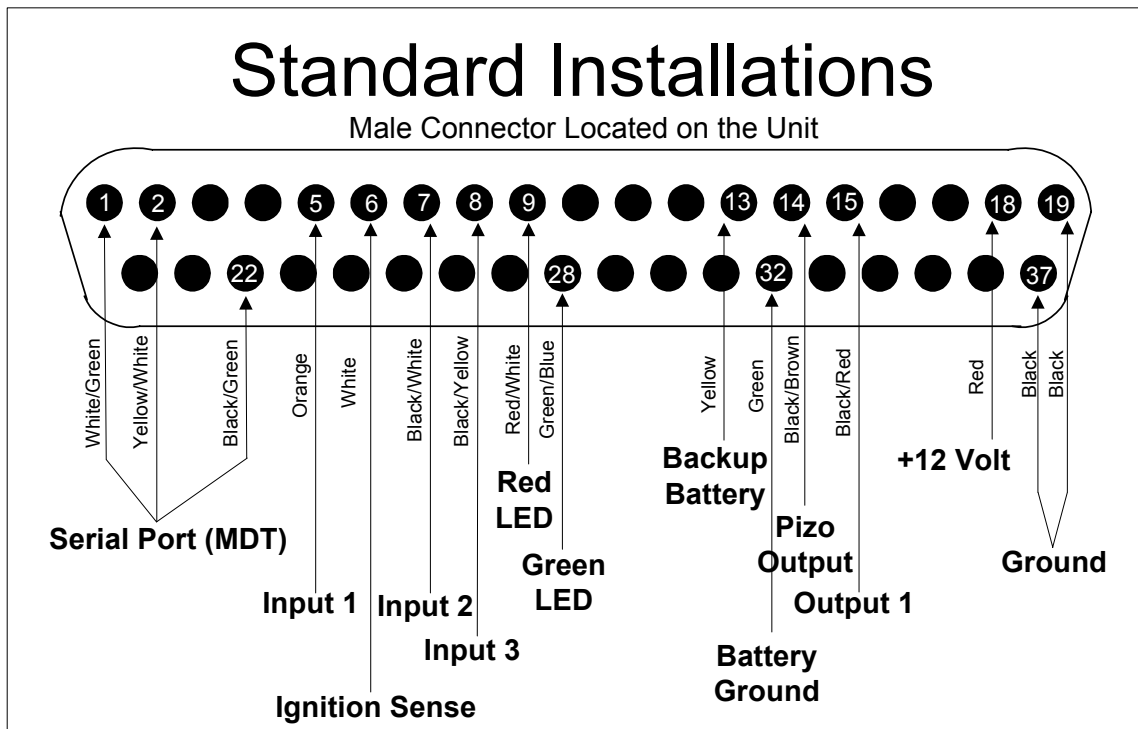 Standard Installations
Male Connector Located on the Unit
1 2 5 6 7 8 9 13 14 15 18 19
22 28 32 37
White/Green
Yellow/White
Black/Green
Orange
White
Black/White
Black/Yellow
Red/White
Green/Blue
Yellow
Green
Black/Brown
Black/Red
Red
Black
Black
Serial Port (MDT)
Input 1
Ignition Sense
Input 2
Input 3
Red
LED
Green
LED
Backup
Battery
Battery
Ground
Pizo
Output
Output 1
+12 Volt
Ground